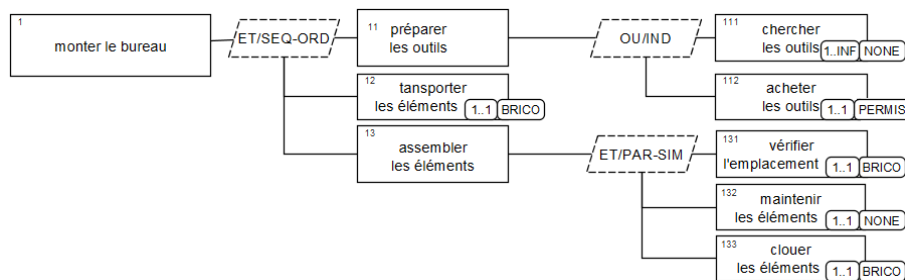 1
monter le bureau
ET/SEQ-ORD
11 préparer
les outils
OU/IND
111 chercher
les outils
1..INF NONE
112 acheter
les outils
1..1 PERMIS
12 tansporter
les éléments
1..1 BRICO
13
assembler
les éléments
ET/PAR-SIM
131 vérifier
l'emplacement
1..1 BRICO
132 maintenir
les éléments
1..1 NONE
133 clouer
les éléments
1..1 BRICO